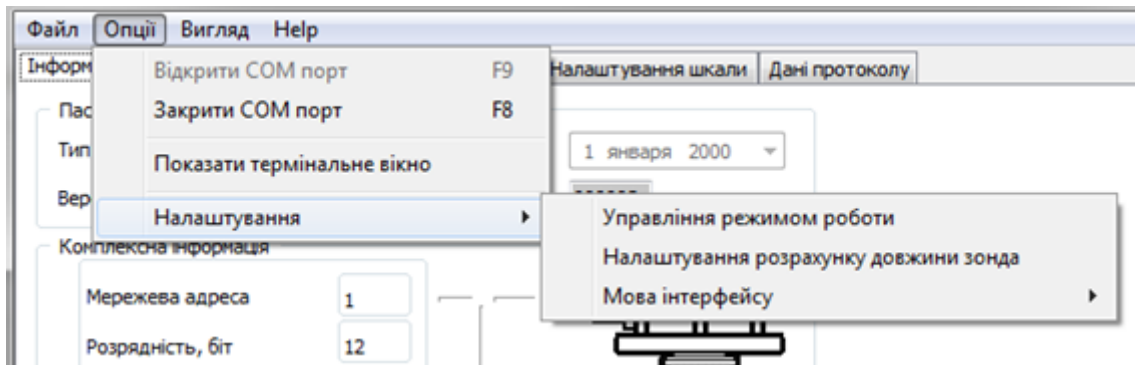 Файл Опції Вигляд Help
Налаштування шкали Дані протоколу
Відкрити COM порт F9
Закрити COM порт F8
1 января 2000
Показати термінальне вікно
Налаштування
Управління режимом роботи
Налаштування розрахунку довжини зонда
Мова інтерфейсу
Комплексна інформація
Мережева адреса 1
Розрядність, біт 12